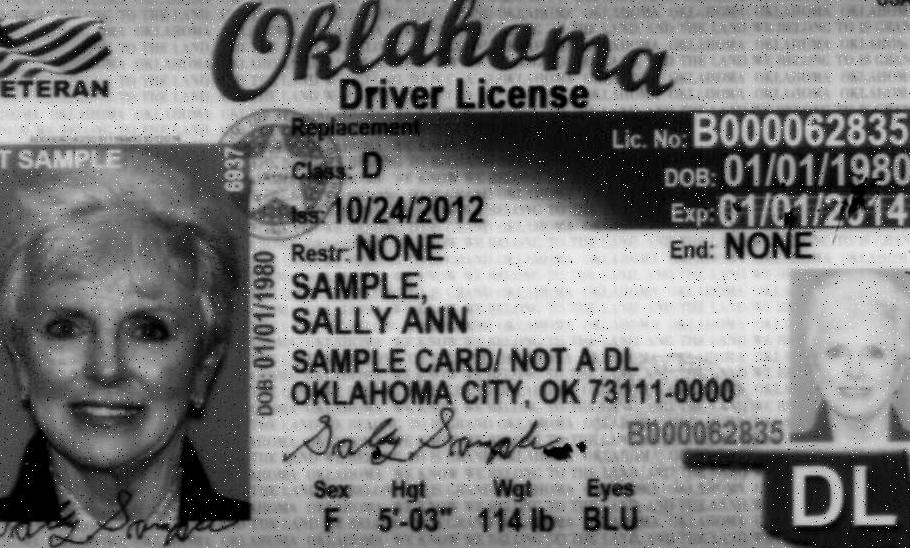 Oklahoma
ETERAN
Driver License
Replacement
Lic. No: B000062835
T SAMPLE
6937
Class: D
DOB: 01/01/1980
Iss: 10/24/2012
Exp: 01/01/2014
Restr: NONE
End: NONE
DOB: 01/01/1980
SAMPLE,
SALLY ANN
SAMPLE CARD/ NOT A DL
OKLAHOMA CITY, OK 73111-0000
Sally Sample
B000062835
Sex Hgt Wgt Eyes
F 5'-03" 114 lb BLU
DL
Sally Sample